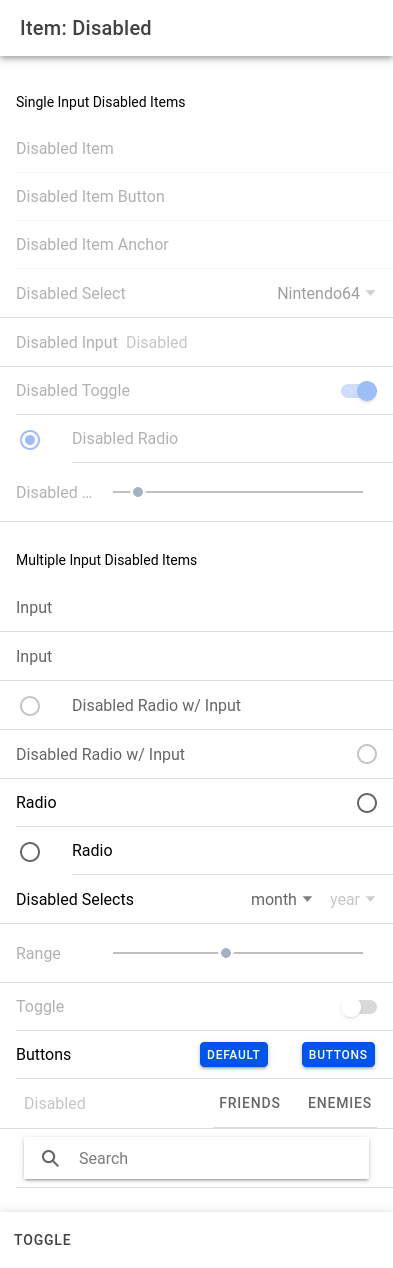 Item: Disabled
Single Input Disabled Items
Disabled Item
Disabled Item Button
Disabled Item Anchor
Disabled Select Nintendo64
Disabled Input Disabled
Disabled Toggle
Disabled Radio
Disabled ...
Multiple Input Disabled Items
Input
Input
Disabled Radio w/ Input
Disabled Radio w/ Input
Radio
Radio
Disabled Selects month year
Range
Toggle
Buttons DEFAULT BUTTONS
Disabled FRIENDS ENEMIES
Search
TOGGLE